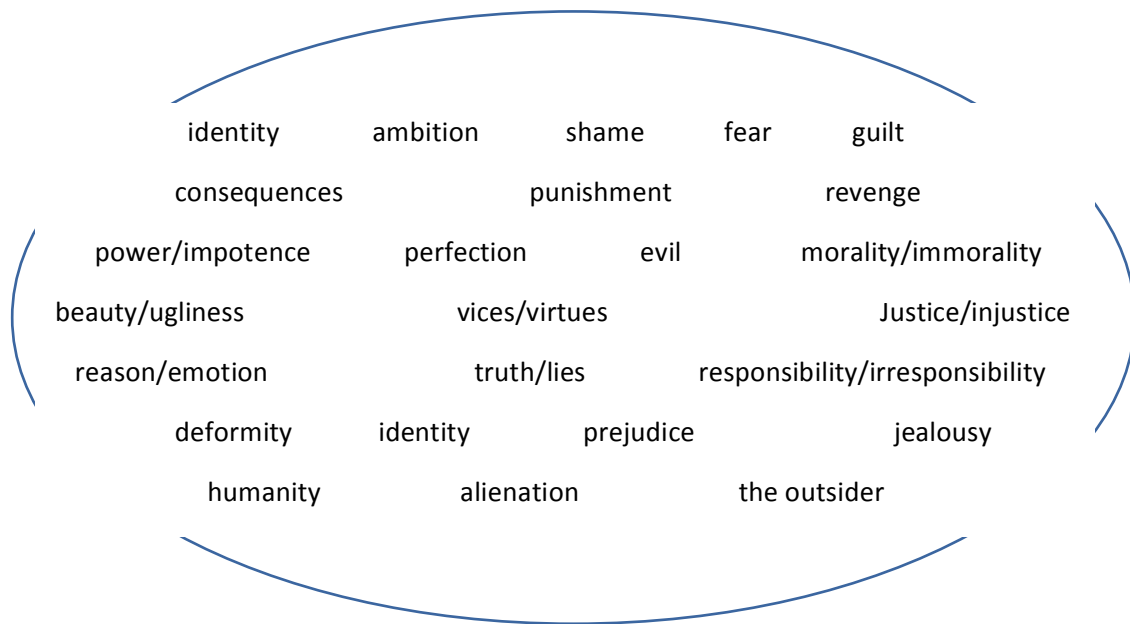 identity ambition shame fear guilt
consequences punishment revenge
power/impotence perfection evil morality/immorality
beauty/ugliness vices/virtues Justice/injustice
reason/emotion truth/lies responsibility/irresponsibility
deformity identity prejudice jealousy
humanity alienation the outsider